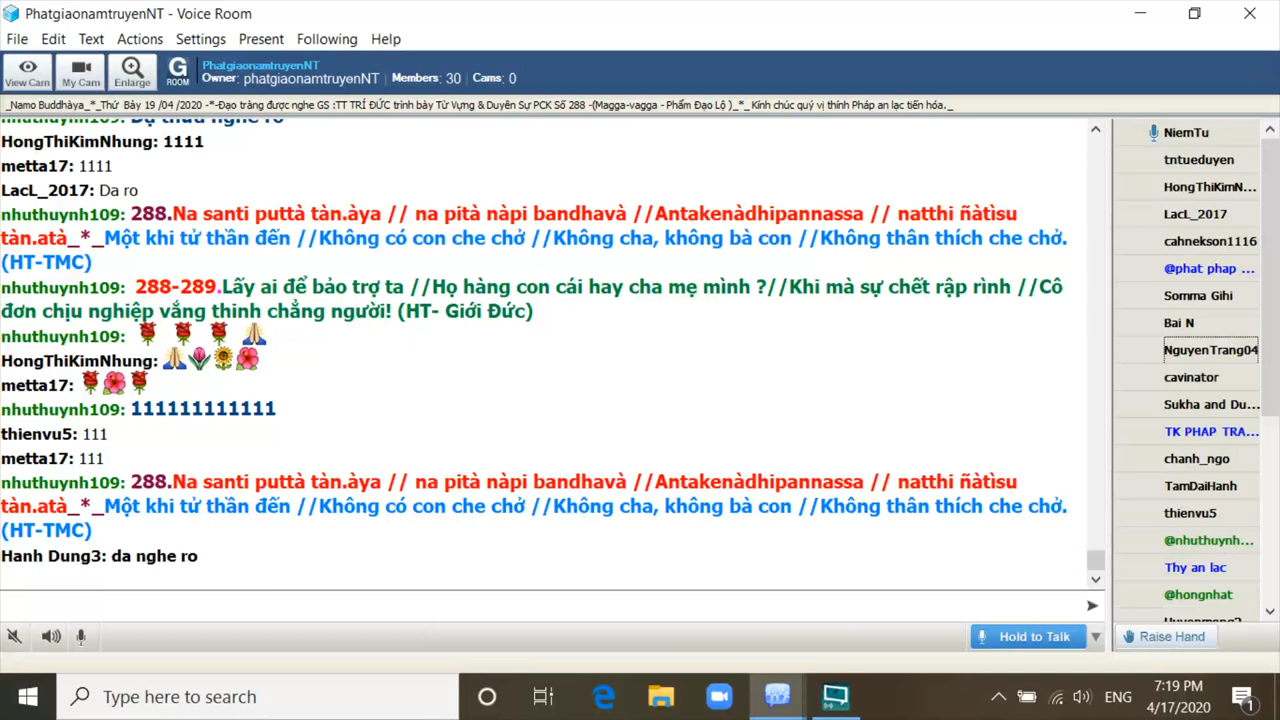 PhatgiaonamtruyenNT - Voice Room
File Edit Text Actions Settings Present Following Help
View Cam My Cam Enlarge G ROOM PhatgiaonamtruyenNT
Owner: phatgiaonamtruyenNT | Members: 30 | Cams: 0
_Namo Buddhàya_*_Thứ Bảy 19 /04 /2020 -*-Đạo tràng được nghe GS :TT TRÍ ĐỨC trình bày Từ Vựng & Duyên Sự PCK Số 288 -(Magga-vagga - Phẩm Đạo Lộ )_*_ Kính chúc quý vị thính Pháp an lạc tiến hóa._
HongThiKimNhung: 1111
metta17: 1111
LacL_2017: Da ro
nhuthuynh109: 288.Na santi puttà tàn.àya // na pità nàpi bandhavà //Antakenàdhipannassa // natthi ñàtìsu
tàn.atà_*_Một khi tử thần đến //Không có con che chở //Không cha, không bà con //Không thân thích che chở.
(HT-TMC)
nhuthuynh109: 288-289.Lấy ai để bảo trợ ta //Họ hàng con cái hay cha mẹ mình ?//Khi mà sự chết rập rình //Cô
đơn chịu nghiệp vắng thinh chẳng người! (HT- Giới Đức)
nhuthuynh109:
HongThiKimNhung:
metta17:
nhuthuynh109: 111111111111
thienvu5: 111
metta17: 111
nhuthuynh109: 288.Na santi puttà tàn.àya // na pità nàpi bandhavà //Antakenàdhipannassa // natthi ñàtìsu
tàn.atà_*_Một khi tử thần đến //Không có con che chở //Không cha, không bà con //Không thân thích che chở.
(HT-TMC)
Hanh Dung3: da nghe ro
NiemTu
tntueduyen
HongThiKimN...
LacL_2017
cahnekson1116
@phat phap ...
Somma Gihi
Bai N
NguyenTrang04
cavinator
Sukha and Du...
TK PHAP TRA...
chanh_ngo
TamDaiHanh
thienvu5
@nhuthuynh...
Thy an lac
@hongnhat
Hold to Talk
Raise Hand
Type here to search
ENG
7:19 PM
4/17/2020
1